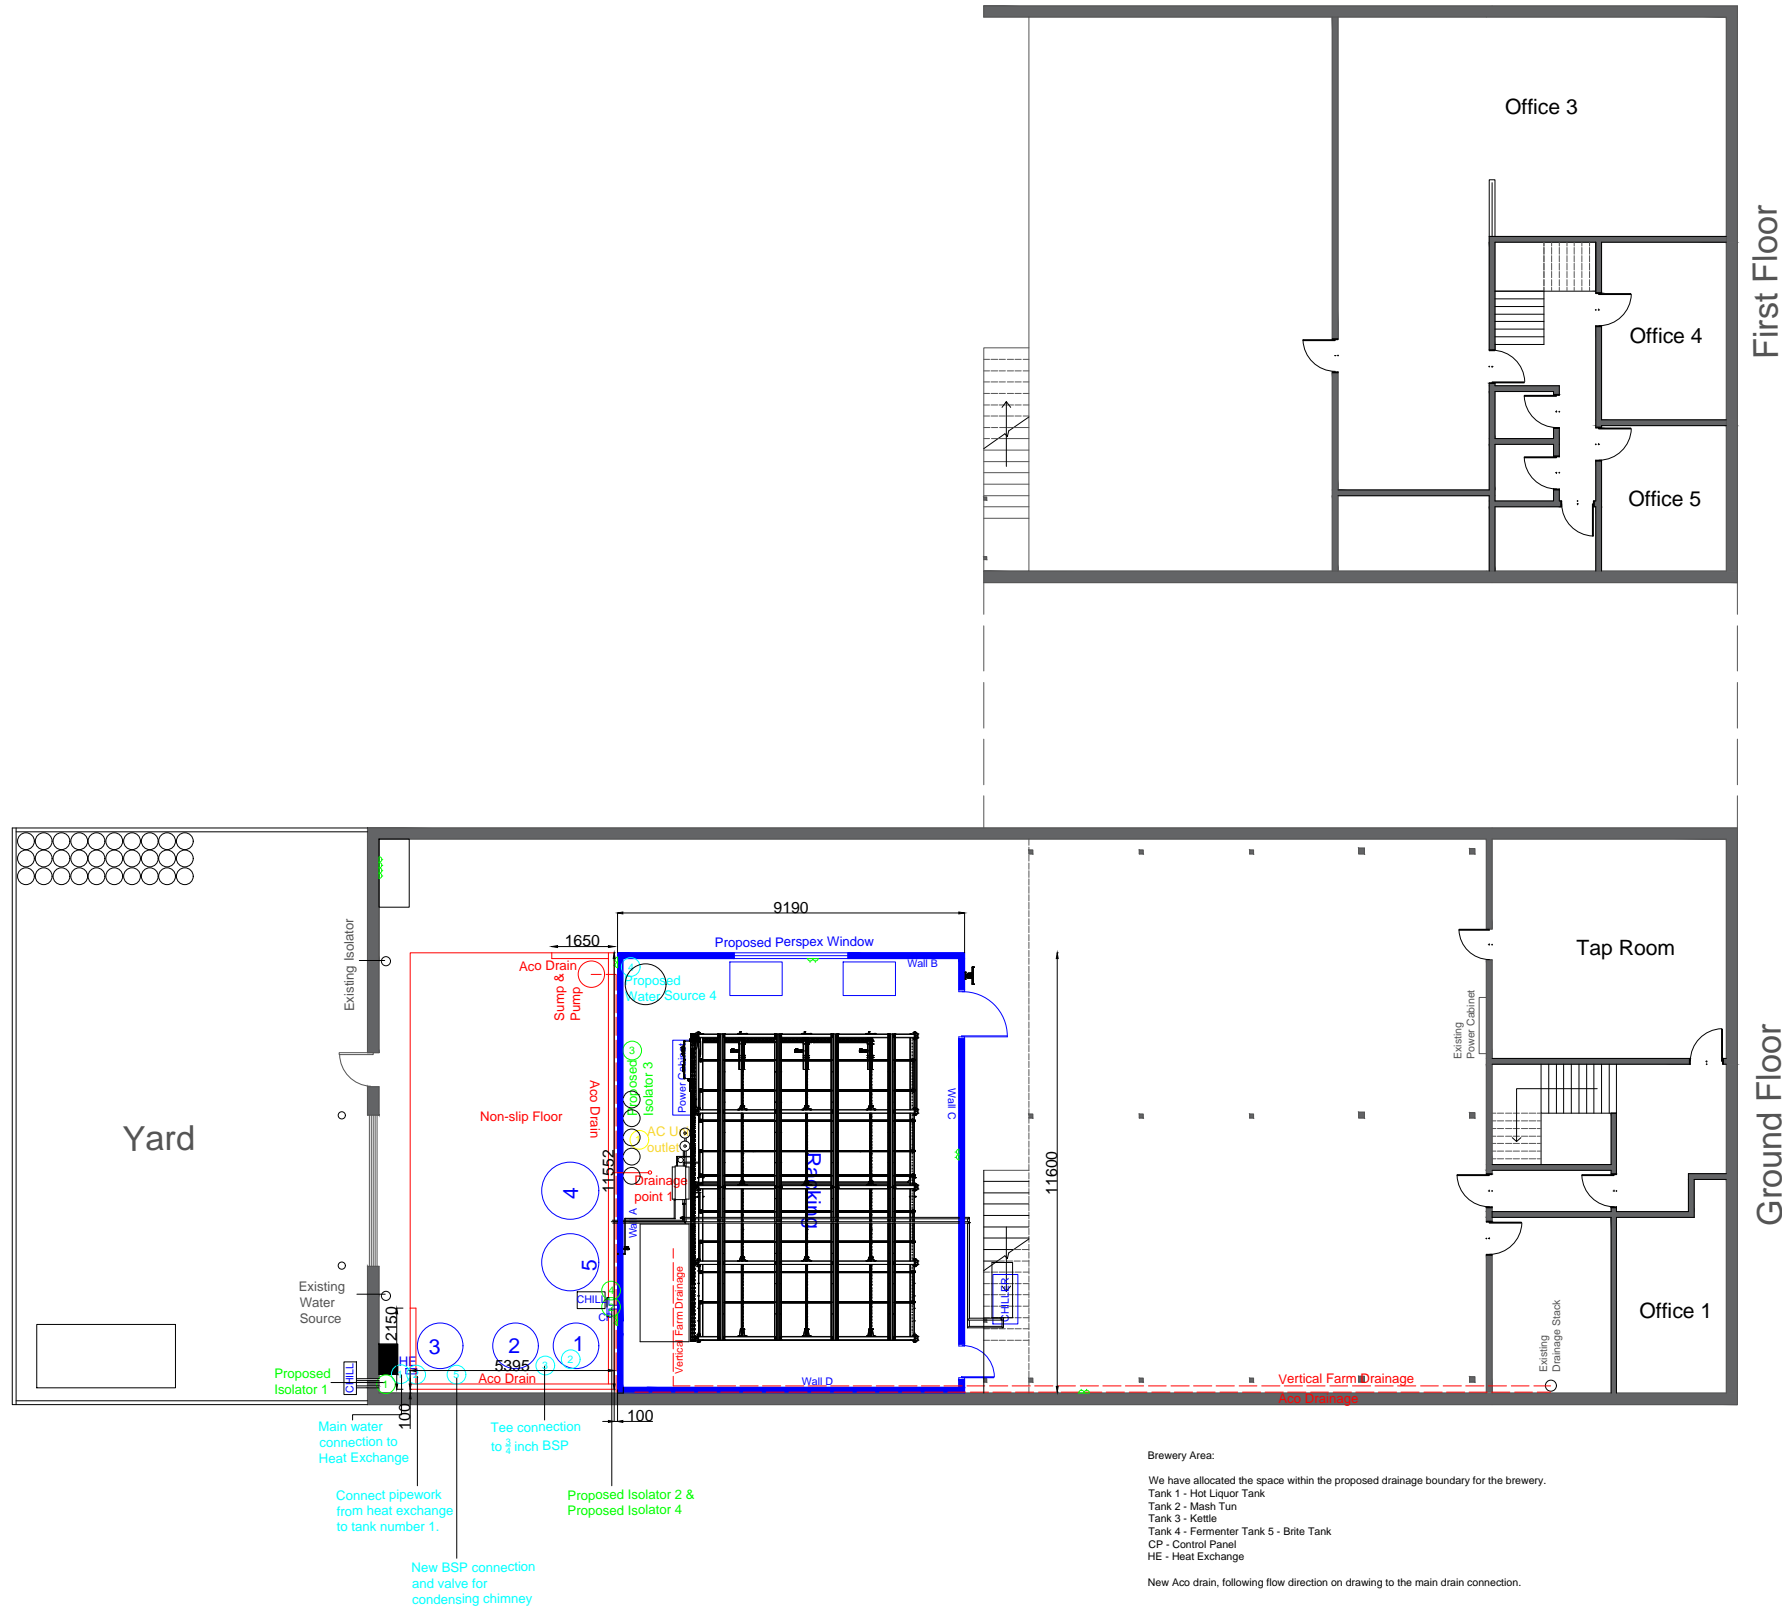 Office 3
First Floor
Office 4
Office 5
9190
1650
Proposed Perspex Window
Existing Isolator
Aco Drain
Sump &
Pump
Proposed
Water Source 4
4
Wall B
Tap Room
Existing
Power Cabinet
Ground Floor
3
Proposed
Isolator 3
Power Cabinet
Aco Drain
Non-slip Floor
Wall C
AC U
outlet
Yard
11552
Racking
11600
Drainage
point 1
4
Wall A
5
Existing
Water
Source
CHILL
CHILLER
Vertical Farm Drainage
Office 1
2150
3
2
1
HE
5395
3
2
5
Existing
Drainage Stack
Proposed
Isolator 1
CHILL
1
Aco Drain
Wall D
Vertical Farm Drainage
Aco Drainage
100
100
Main water
connection to
Heat Exchange
Tee connection
to ¾ inch BSP
Connect pipework
from heat exchange
to tank number 1.
Proposed Isolator 2 &
Proposed Isolator 4
New BSP connection
and valve for
condensing chimney
Brewery Area:
We have allocated the space within the proposed drainage boundary for the brewery.
Tank 1 - Hot Liquor Tank
Tank 2 - Mash Tun
Tank 3 - Kettle
Tank 4 - Fermenter Tank 5 - Brite Tank
CP - Control Panel
HE - Heat Exchange
New Aco drain, following flow direction on drawing to the main drain connection.